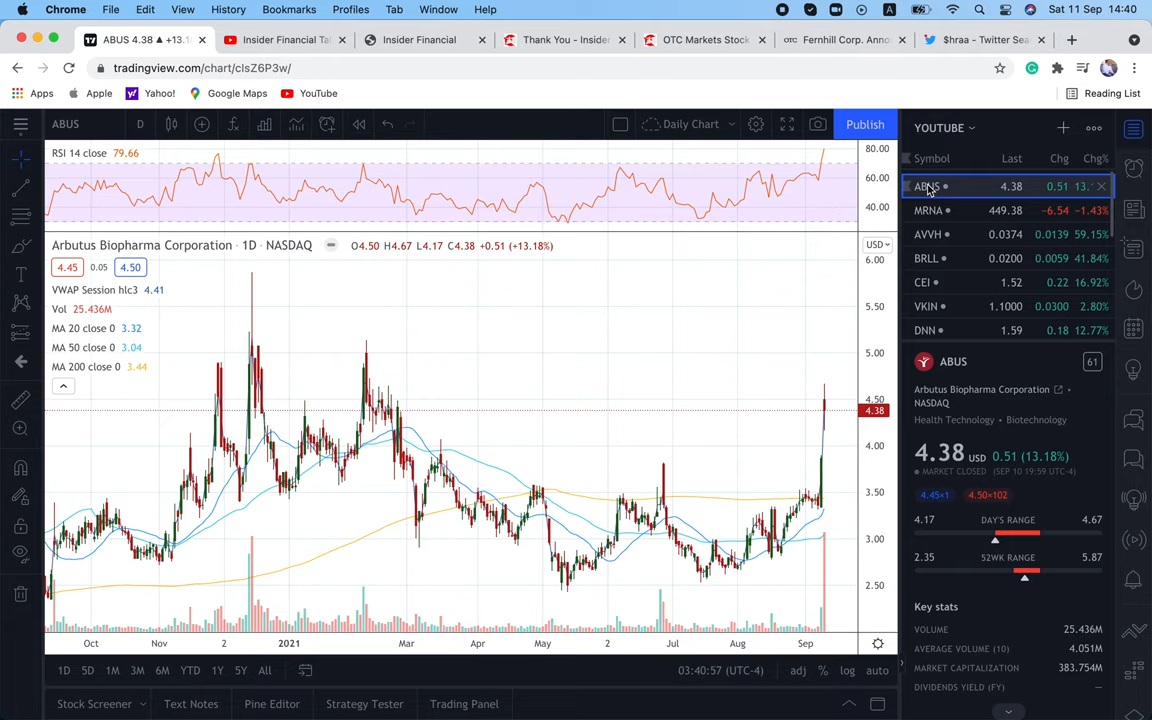 Chrome File Edit View History Bookmarks Profiles Tab Window Help A Sat 11 Sep 14:40
ABUS 4.38 ▲ +13.1 Insider Financial Ta Insider Financial Thank You - Insider OTC Markets Stock OTC Fernhill Corp. Anno $hraa - Twitter Sea
tradingview.com/chart/clsZ6P3w/
Apps Apple Yahoo! Google Maps YouTube Reading List
ABUS D Daily Chart Publish YOUTUBE
Symbol Last Chg Chg%
RSI 14 close 79.66
80.00
60.00
40.00
ABUS 4.38 0.51 13.
MRNA 449.38 -6.54 -1.43%
AVVH 0.0374 0.0139 59.15%
BRLL 0.0200 0.0059 41.84%
CEI 1.52 0.22 16.92%
VKIN 1.1000 0.0300 2.80%
DNN 1.59 0.18 12.77%
Arbutus Biopharma Corporation · 1D · NASDAQ O4.50 H4.67 L4.17 C4.38 +0.51 (+13.18%)
4.45 0.05 4.50
VWAP Session hlc3 4.41
Vol 25.436M
MA 20 close 0 3.32
MA 50 close 0 3.04
MA 200 close 0 3.44
USD
6.00
5.50
5.00
4.50
4.38
4.00
3.50
3.00
2.50
Oct Nov 2 2021 Mar Apr May 2 Jul Aug Sep
ABUS 61
Arbutus Biopharma Corporation •
NASDAQ
Health Technology • Biotechnology
4.38 USD 0.51 (13.18%)
MARKET CLOSED (SEP 10 19:59 UTC-4)
4.45×1 4.50×102
4.17 DAY'S RANGE 4.67
2.35 52WK RANGE 5.87
Key stats
VOLUME 25.436M
AVERAGE VOLUME (10) 4.051M
MARKET CAPITALIZATION 383.754M
DIVIDENDS YIELD (FY) —
1D 5D 1M 3M 6M YTD 1Y 5Y All 03:40:57 (UTC-4) adj % log auto
Stock Screener Text Notes Pine Editor Strategy Tester Trading Panel